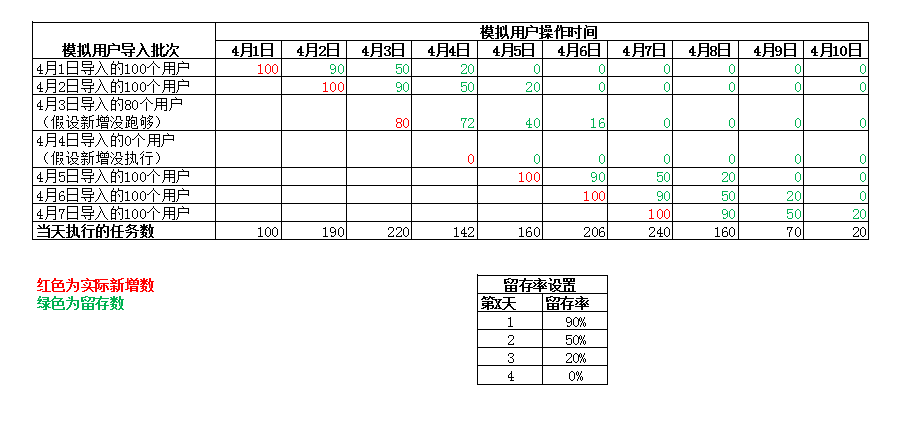 模拟用户操作时间
模拟用户导入批次 4月1日 4月2日 4月3日 4月4日 4月5日 4月6日 4月7日 4月8日 4月9日 4月10日
4月1日导入的100个用户 100 90 50 20 0 0 0 0 0 0
4月2日导入的100个用户 100 90 50 20 0 0 0 0 0
4月3日导入的80个用户
（假设新增没跑够） 80 72 40 16 0 0 0 0
4月4日导入的0个用户
（假设新增没执行） 0 0 0 0 0 0 0
4月5日导入的100个用户 100 90 50 20 0 0
4月6日导入的100个用户 100 90 50 20 0
4月7日导入的100个用户 100 90 50 20
当天执行的任务数 100 190 220 142 160 206 240 160 70 20
红色为实际新增数
绿色为留存数
留存率设置
第X天 留存率
1 90%
2 50%
3 20%
4 0%